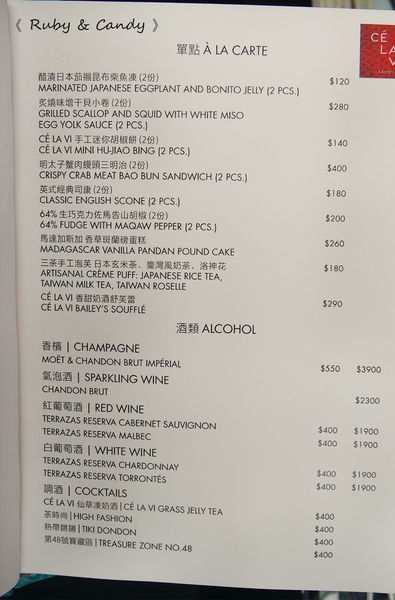 《 Ruby & Candy 》
CÉ
LA
V
TAIPEI
單點 À LA CARTE
醋漬日本茄襯昆布柴魚凍 (2份)
MARINATED JAPANESE EGGPLANT AND BONITO JELLY (2 PCS.) $120
炙燒味增干貝小卷 (2份)
GRILLED SCALLOP AND SQUID WITH WHITE MISO $280
EGG YOLK SAUCE (2 PCS.)
CÉ LA VI 手工迷你胡椒餅 (2份)
CÉ LA VI MINI HU-JIAO BING (2 PCS.) $140
明太子蟹肉饅頭三明治 (2份)
CRISPY CRAB MEAT BAO BUN SANDWICH (2 PCS.) $400
英式經典司康 (2份)
CLASSIC ENGLISH SCONE (2 PCS.) $180
64% 生巧克力佐馬告山胡椒 (2份)
64% FUDGE WITH MAQAW PEPPER (2 PCS.) $200
馬達加斯加 香草斑蘭磅蛋糕
MADAGASCAR VANILLA PANDAN POUND CAKE $260
三茶手工泡芙 日本玄米茶、臺灣風奶茶、洛神花
ARTISANAL CRÈME PUFF: JAPANESE RICE TEA, $180
TAIWAN MILK TEA, TAIWAN ROSELLE
CÉ LA VI 香甜奶酒舒芙蕾
CÉ LA VI BAILEY'S SOUFFLÉ $290
酒類 ALCOHOL
香檳 | CHAMPAGNE
MOËT & CHANDON BRUT IMPÉRIAL $550 $3900
氣泡酒 | SPARKLING WINE
CHANDON BRUT $2300
紅葡萄酒 | RED WINE
TERRAZAS RESERVA CABERNET SAUVIGNON $400 $1900
TERRAZAS RESERVA MALBEC $400 $1900
白葡萄酒 | WHITE WINE
TERRAZAS RESERVA CHARDONNAY $400 $1900
TERRAZAS RESERVA TORRONTÉS $400 $1900
調酒 | COCKTAILS
CÉ LA VI 仙草凍奶酒 | CÉ LA VI GRASS JELLY TEA $400
茶時尚 | HIGH FASHION $400
熱帶鏘鏘 | TIKI DONDON $400
第48號寶藏區 | TREASURE ZONE NO.48 $400